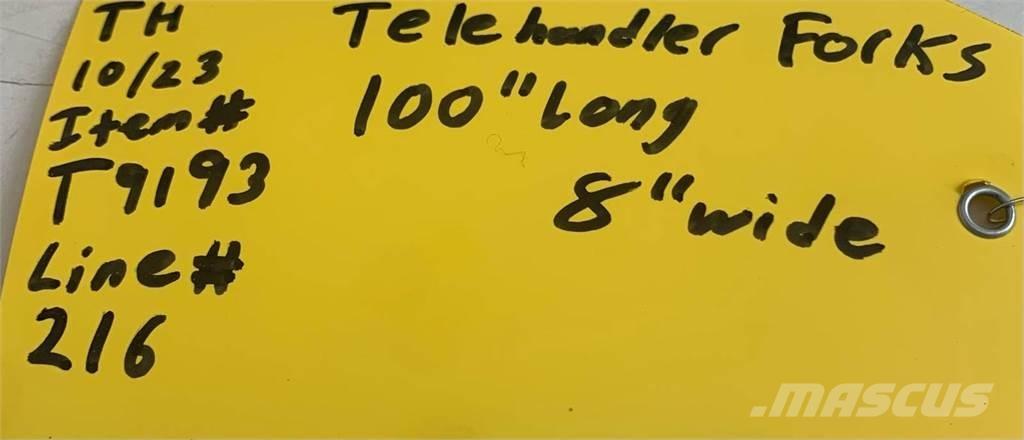 TH
10/23
Item#
T9193
Line#
216
Telehandler Forks
100" Long
8" wide
.MASCUS